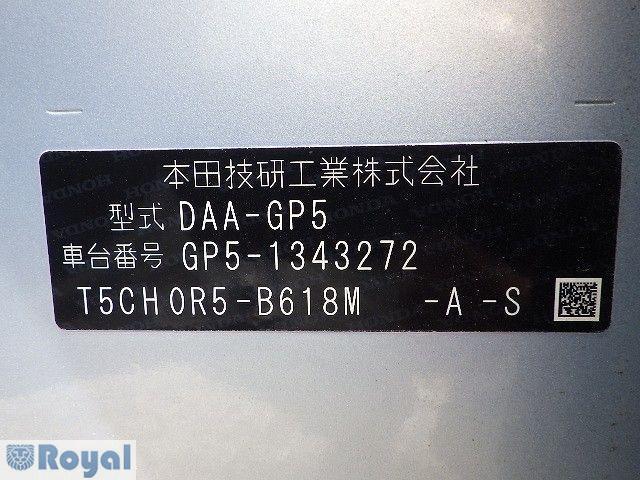 本田技研工業株式会社
型式 DAA-GP5
車台番号 GP5-1343272
T5CH0R5-B618M -A -S
Royal